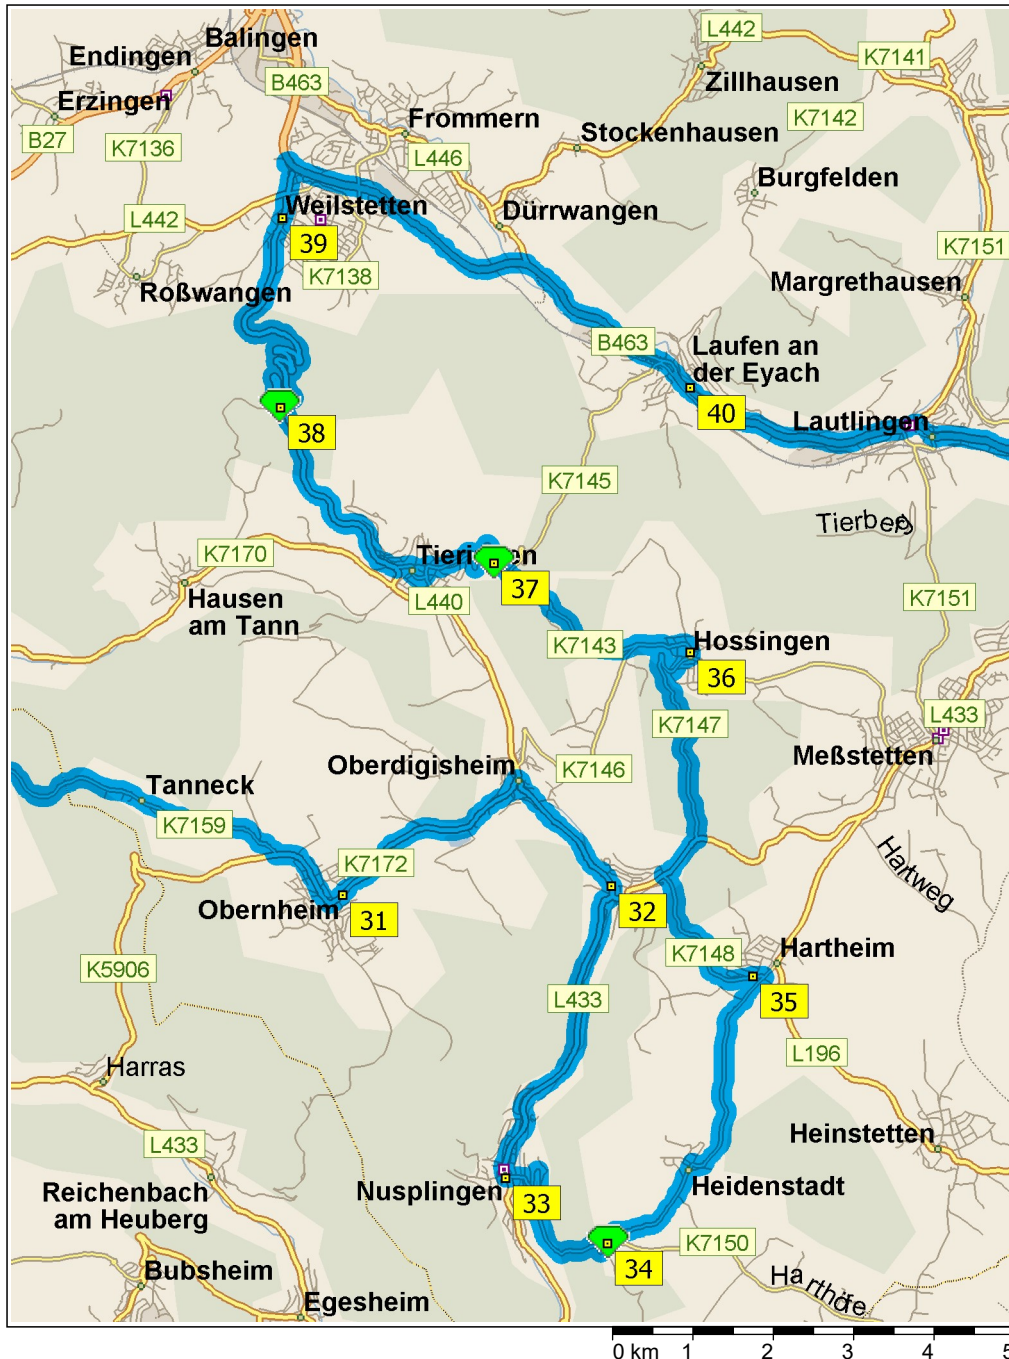 Balingen
L442
Endingen
K7141
B463
Zillhausen
Erzingen
Frommern
K7142
B27
K7136
Stockenhausen
L446
Burgfelden
Weilstetten
Dürrwangen
L442
39
K7151
K7138
Margrethausen
Roßwangen
B463
Laufen an
der Eyach
40
Lautlingen
38
K7145
Tierberg
K7170
Tieringen
37
Hausen
am Tann
L440
K7151
K7143
Hossingen
36
L433
K7147
Meßstetten
Oberdigisheim
K7146
Tanneck
K7159
K7172
Hartweg
Obernheim
31
32
K7148
Hartheim
K5906
L433
35
L196
Harras
L433
Heinstetten
Nusplingen
Heidenstadt
Reichenbach
am Heuberg
33
K7150
34
Bubsheim
Harthöfe
Egesheim
0 km 1 2 3 4 5